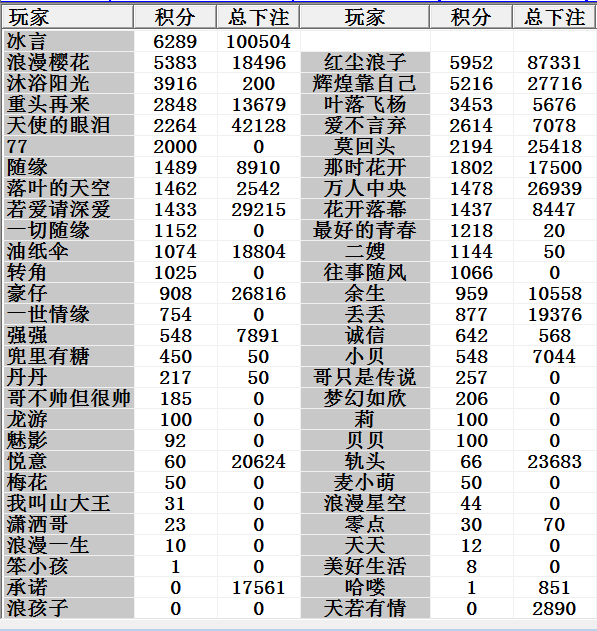 玩家 积分 总下注 玩家 积分 总下注
冰言 6289 100504
浪漫樱花 5383 18496 红尘浪子 5952 87331
沐浴阳光 3916 200 辉煌靠自己 5216 27716
重头再来 2848 13679 叶落飞杨 3453 5676
天使的眼泪 2264 42128 爱不言弃 2614 7078
77 2000 0 莫回头 2194 25418
随缘 1489 8910 那时花开 1802 17500
落叶的天空 1462 2542 万人中央 1478 26939
若爱请深爱 1433 29215 花开落幕 1437 8447
一切随缘 1152 0 最好的青春 1218 20
油纸伞 1074 18804 二嫂 1144 50
转角 1025 0 往事随风 1066 0
豪仔 908 26816 余生 959 10558
一世情缘 754 0 丢丢 877 19376
强强 548 7891 诚信 642 568
兜里有糖 450 50 小贝 548 7044
丹丹 217 50 哥只是传说 257 0
哥不帅但很帅 185 0 梦幻如欣 206 0
龙游 100 0 莉 100 0
魅影 92 0 贝贝 100 0
悦意 60 20624 轨头 66 23683
梅花 50 0 麦小萌 50 0
我叫山大王 31 0 浪漫星空 44 0
潇洒哥 23 0 零点 30 70
浪漫一生 10 0 天天 12 0
笨小孩 1 0 美好生活 8 0
承诺 0 17561 哈喽 1 851
浪孩子 0 0 天若有情 0 2890